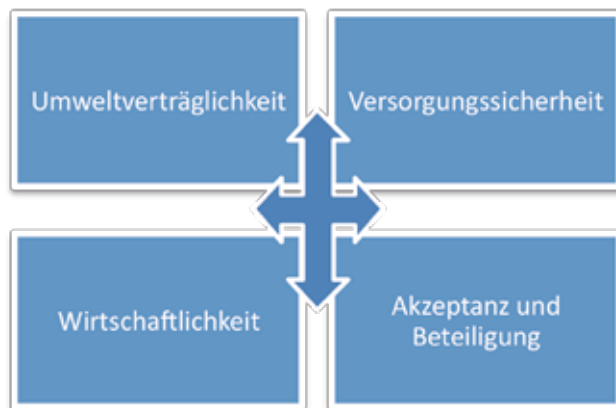 Umweltverträglichkeit
Versorgungssicherheit
Wirtschaftlichkeit
Akzeptanz und
Beteiligung